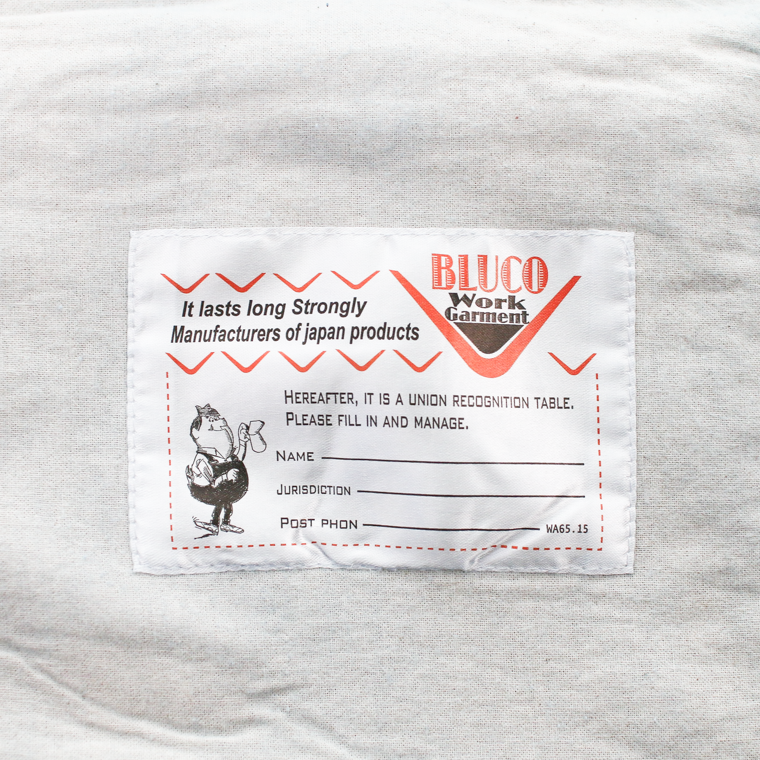 BLUCO
Work
Garment
It lasts long Strongly
Manufacturers of japan products
HEREAFTER, IT IS A UNION RECOGNITION TABLE.
PLEASE FILL IN AND MANAGE.
NAME
JURISDICTION
POST PHON
WA65.15